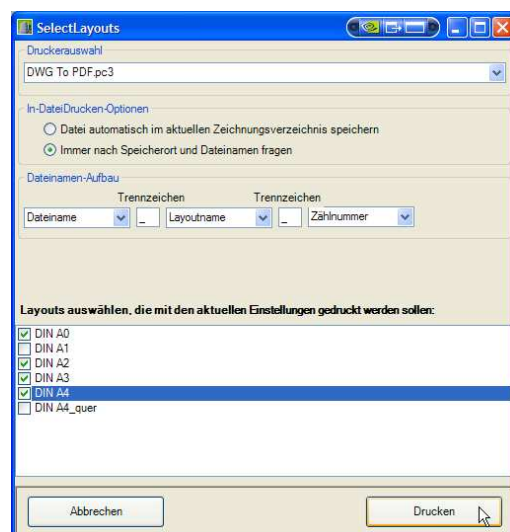 SelectLayouts
Druckerauswahl
DWG To PDF.pc3
In-DateiDrucken-Optionen
Datei automatisch im aktuellen Zeichnungsverzeichnis speichern
Immer nach Speicherort und Dateinamen fragen
Dateinamen-Aufbau
Trennzeichen Trennzeichen
Dateiname _ Layoutname _ Zählnummer
Layouts auswählen, die mit den aktuellen Einstellungen gedruckt werden sollen:
DIN A0
DIN A1
DIN A2
DIN A3
DIN A4
DIN A4_quer
Abbrechen Drucken